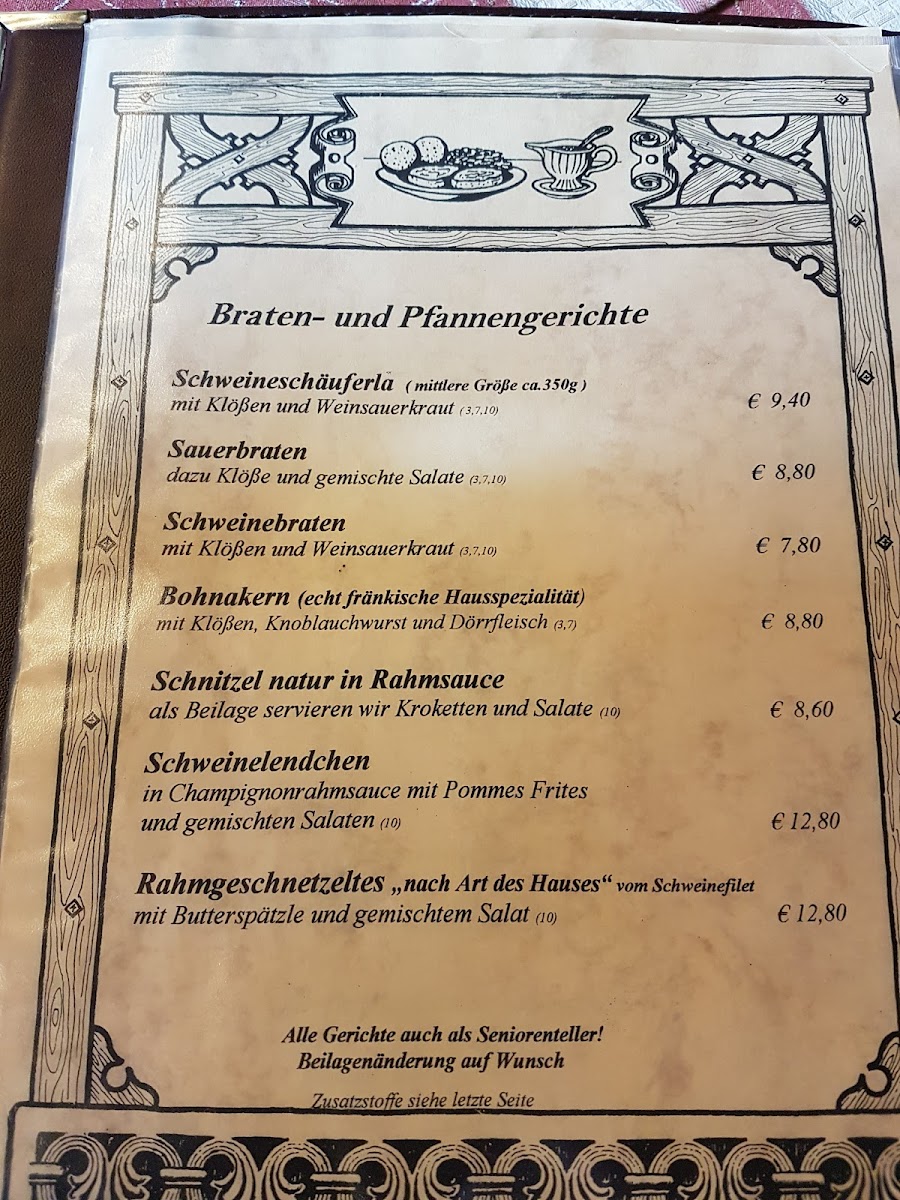 Braten- und Pfannengerichte
Schweineschäuferla ( mittlere Größe ca.350g )
mit Klößen und Weinsauerkraut (3,7,10)
€ 9,40
Sauerbraten
dazu Klöße und gemischte Salate (3,7,10)
€ 8,80
Schweinebraten
mit Klößen und Weinsauerkraut (3,7,10)
€ 7,80
Bohnakern (echt fränkische Hausspezialität)
mit Klößen, Knoblauchwurst und Dörrfleisch (3,7)
€ 8,80
Schnitzel natur in Rahmsauce
als Beilage servieren wir Kroketten und Salate (10)
€ 8,60
Schweinelendchen
in Champignonrahmsauce mit Pommes Frites
und gemischten Salaten (10)
€ 12,80
Rahmgeschnetzeltes „nach Art des Hauses“ vom Schweinefilet
mit Butterspätzle und gemischtem Salat (10)
€ 12,80
Alle Gerichte auch als Seniorenteller!
Beilagenänderung auf Wunsch
Zusatzstoffe siehe letzte Seite